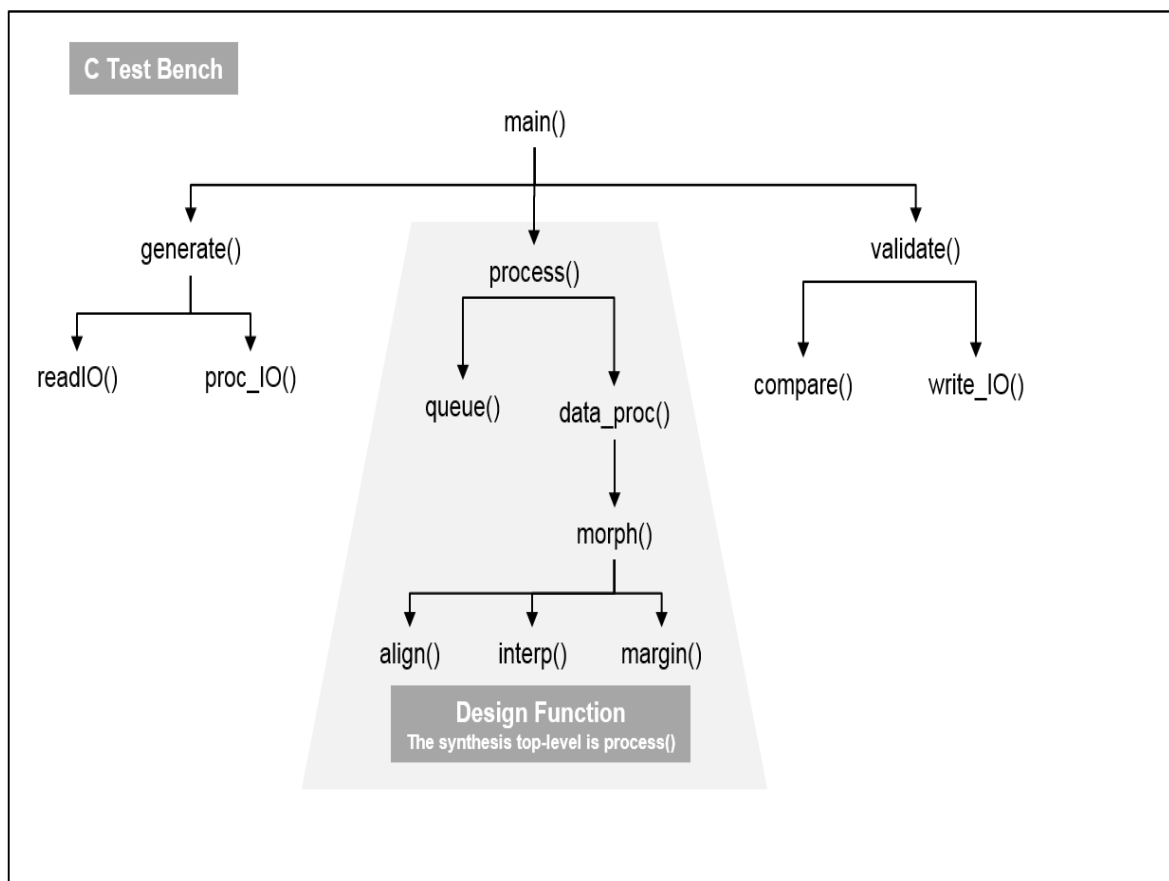 C Test Bench
main()
generate()
process()
validate()
readIO()
proc_IO()
queue()
data_proc()
compare()
write_IO()
morph()
align()
interp()
margin()
Design Function
The synthesis top-level is process()